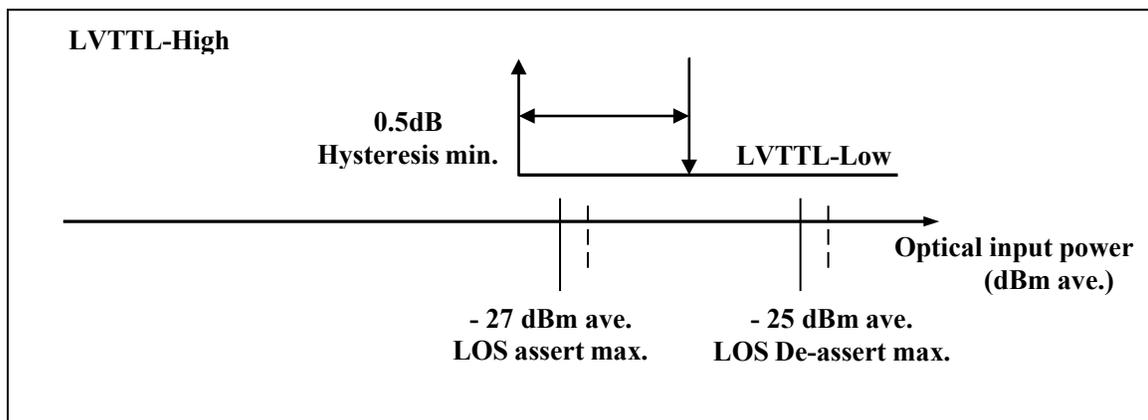 LVTTL-High
0.5dB
Hysteresis min.
LVTTL-Low
Optical input power
(dBm ave.)
- 27 dBm ave.
LOS assert max.
- 25 dBm ave.
LOS De-assert max.